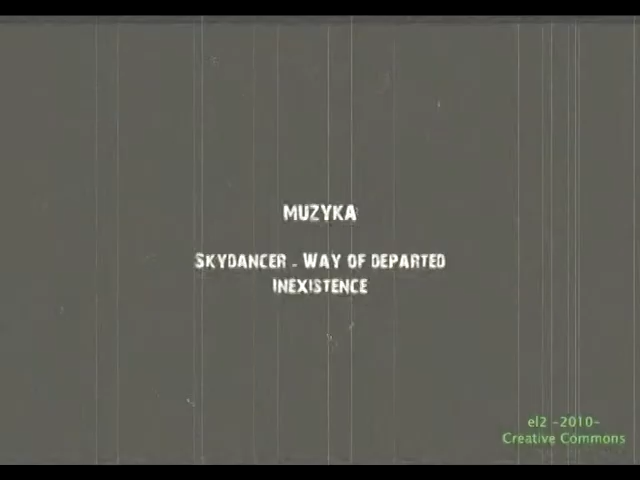 MUZYKA
SKYDANCER - WAY OF DEPARTED
INEXISTENCE
el2 -2010-
Creative Commons